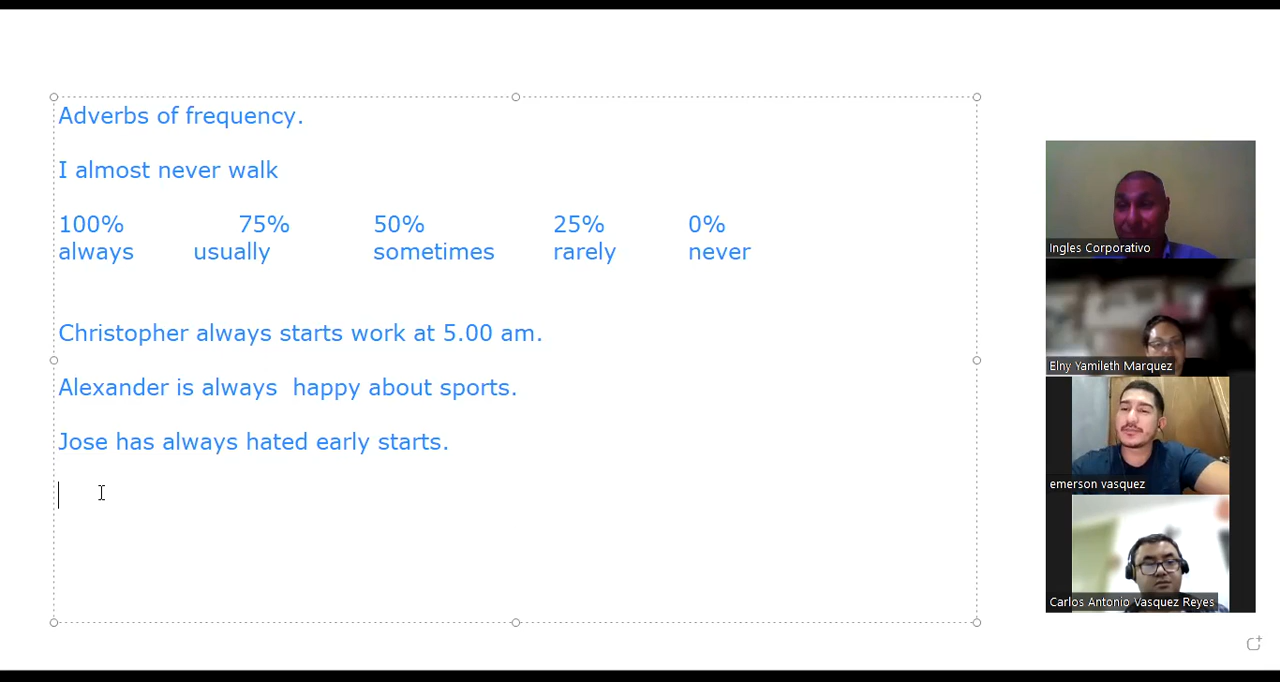 Adverbs of frequency.
I almost never walk
100% 75% 50% 25% 0%
always usually sometimes rarely never
Christopher always starts work at 5.00 am.
Alexander is always  happy about sports.
Jose has always hated early starts.
Ingles Corporativo
Elny Yamileth Marquez
emerson vasquez
Carlos Antonio Vasquez Reyes